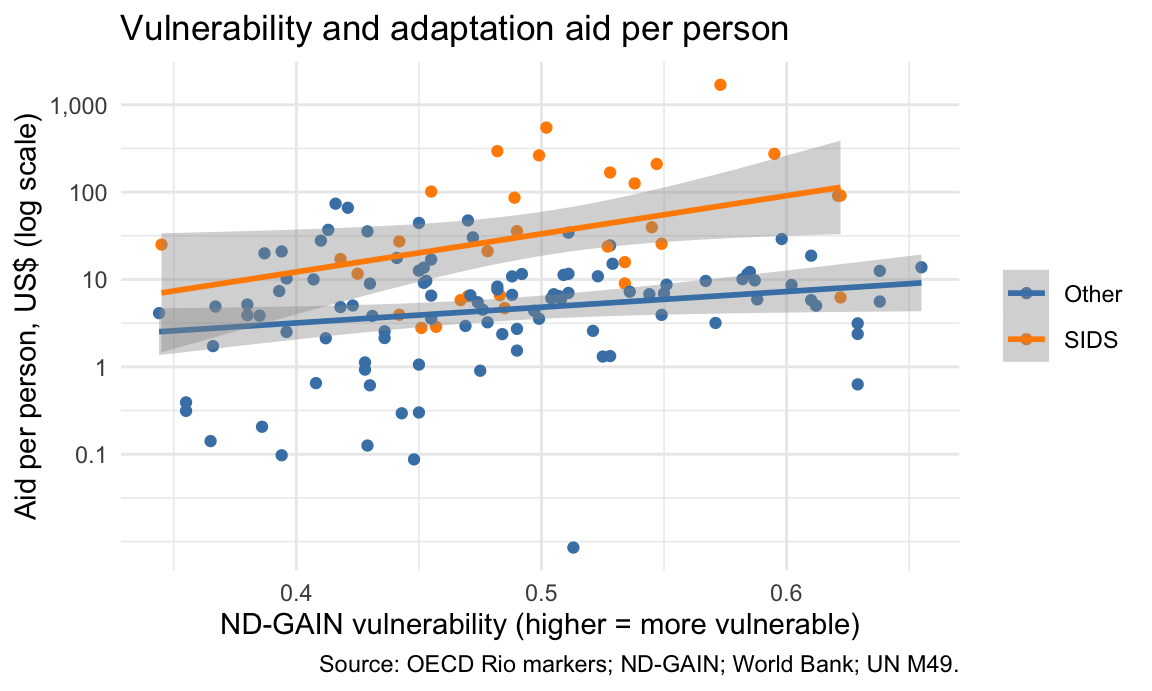 Vulnerability and adaptation aid per person
Aid per person, US$ (log scale)
1,000
100
10
1
0.1
0.4 0.5 0.6
ND-GAIN vulnerability (higher = more vulnerable)
Other
SIDS
Source: OECD Rio markers; ND-GAIN; World Bank; UN M49.